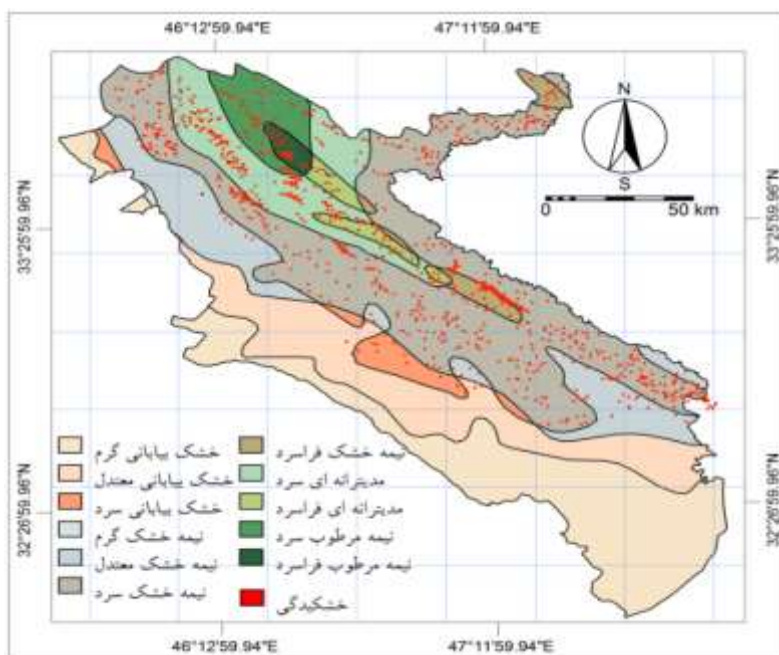 46°12'59.94"E 47°11'59.94"E
N
S
0 50 km
33°25'59.96"N 33°25'59.96"N
32°26'59.96"N 32°26'59.96"N
خشک بیابانی گرم
خشک بیابانی معتدل
خشک بیابانی سرد
نیمه خشک گرم
نیمه خشک معتدل
نیمه خشک سرد
نیمه خشک فراسرد
مدیترانه ای سرد
مدیترانه ای فراسرد
نیمه مرطوب سرد
نیمه مرطوب فراسرد
خشکیدگی
46°12'59.94"E 47°11'59.94"E